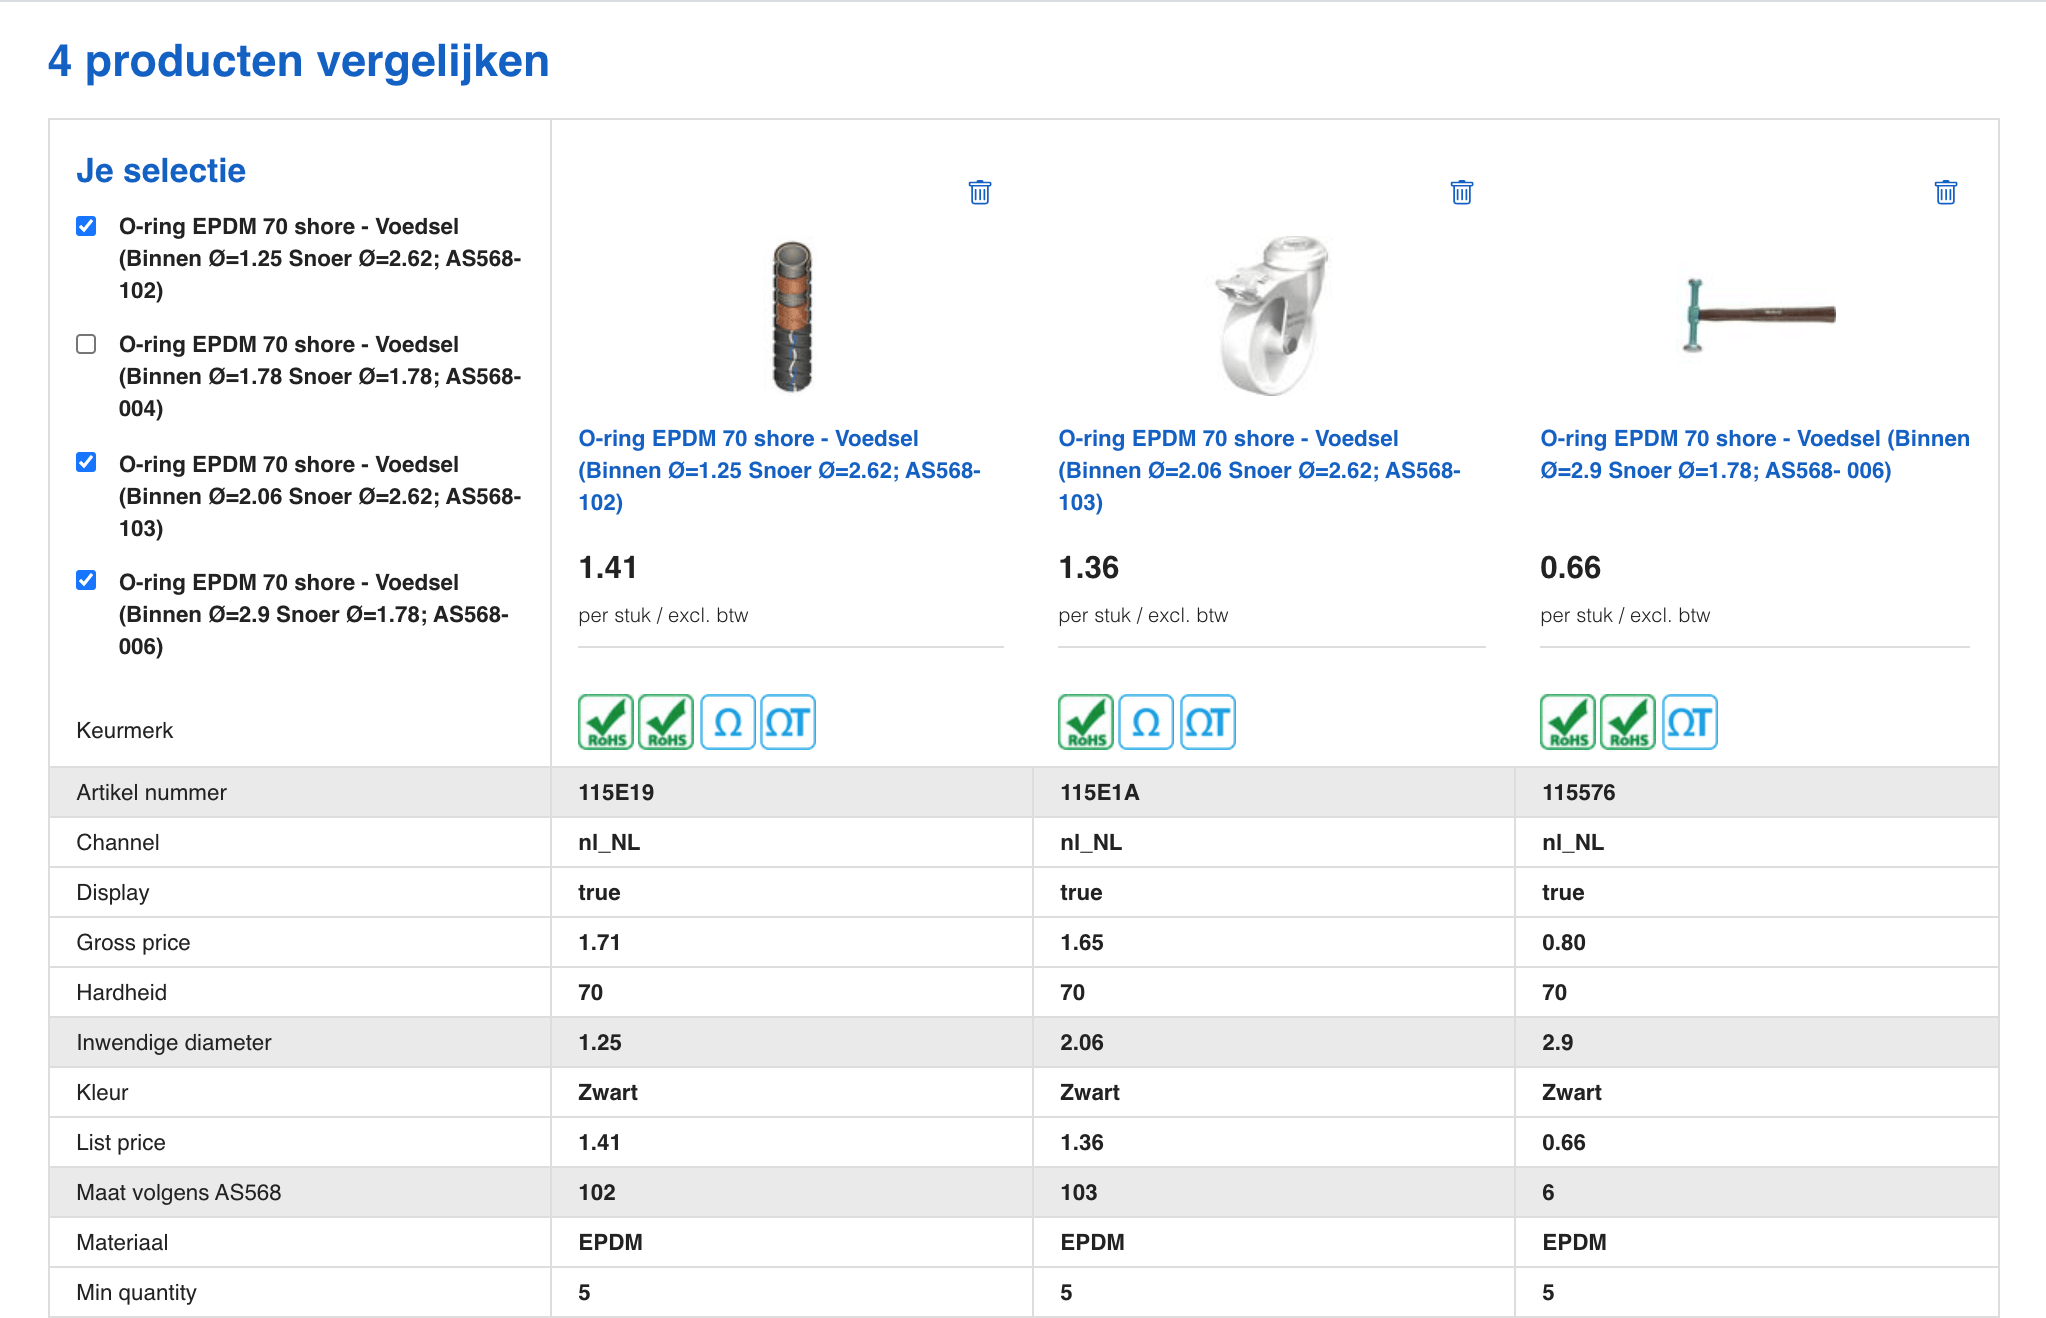 4 producten vergelijken
Je selectie
O-ring EPDM 70 shore - Voedsel
(Binnen Ø=1.25 Snoer Ø=2.62; AS568-
102)
O-ring EPDM 70 shore - Voedsel
(Binnen Ø=1.78 Snoer Ø=1.78; AS568-
004)
O-ring EPDM 70 shore - Voedsel
(Binnen Ø=2.06 Snoer Ø=2.62; AS568-
103)
O-ring EPDM 70 shore - Voedsel
(Binnen Ø=2.9 Snoer Ø=1.78; AS568-
006)
O-ring EPDM 70 shore - Voedsel
(Binnen Ø=1.25 Snoer Ø=2.62; AS568-
102)
1.41
per stuk / excl. btw
O-ring EPDM 70 shore - Voedsel
(Binnen Ø=2.06 Snoer Ø=2.62; AS568-
103)
1.36
per stuk / excl. btw
O-ring EPDM 70 shore - Voedsel (Binnen
Ø=2.9 Snoer Ø=1.78; AS568- 006)
0.66
per stuk / excl. btw
Keurmerk RoHS RoHS Ω ΩT RoHS Ω ΩT RoHS RoHS ΩT
Artikel nummer 115E19 115E1A 115576
Channel nl_NL nl_NL nl_NL
Display true true true
Gross price 1.71 1.65 0.80
Hardheid 70 70 70
Inwendige diameter 1.25 2.06 2.9
Kleur Zwart Zwart Zwart
List price 1.41 1.36 0.66
Maat volgens AS568 102 103 6
Materiaal EPDM EPDM EPDM
Min quantity 5 5 5